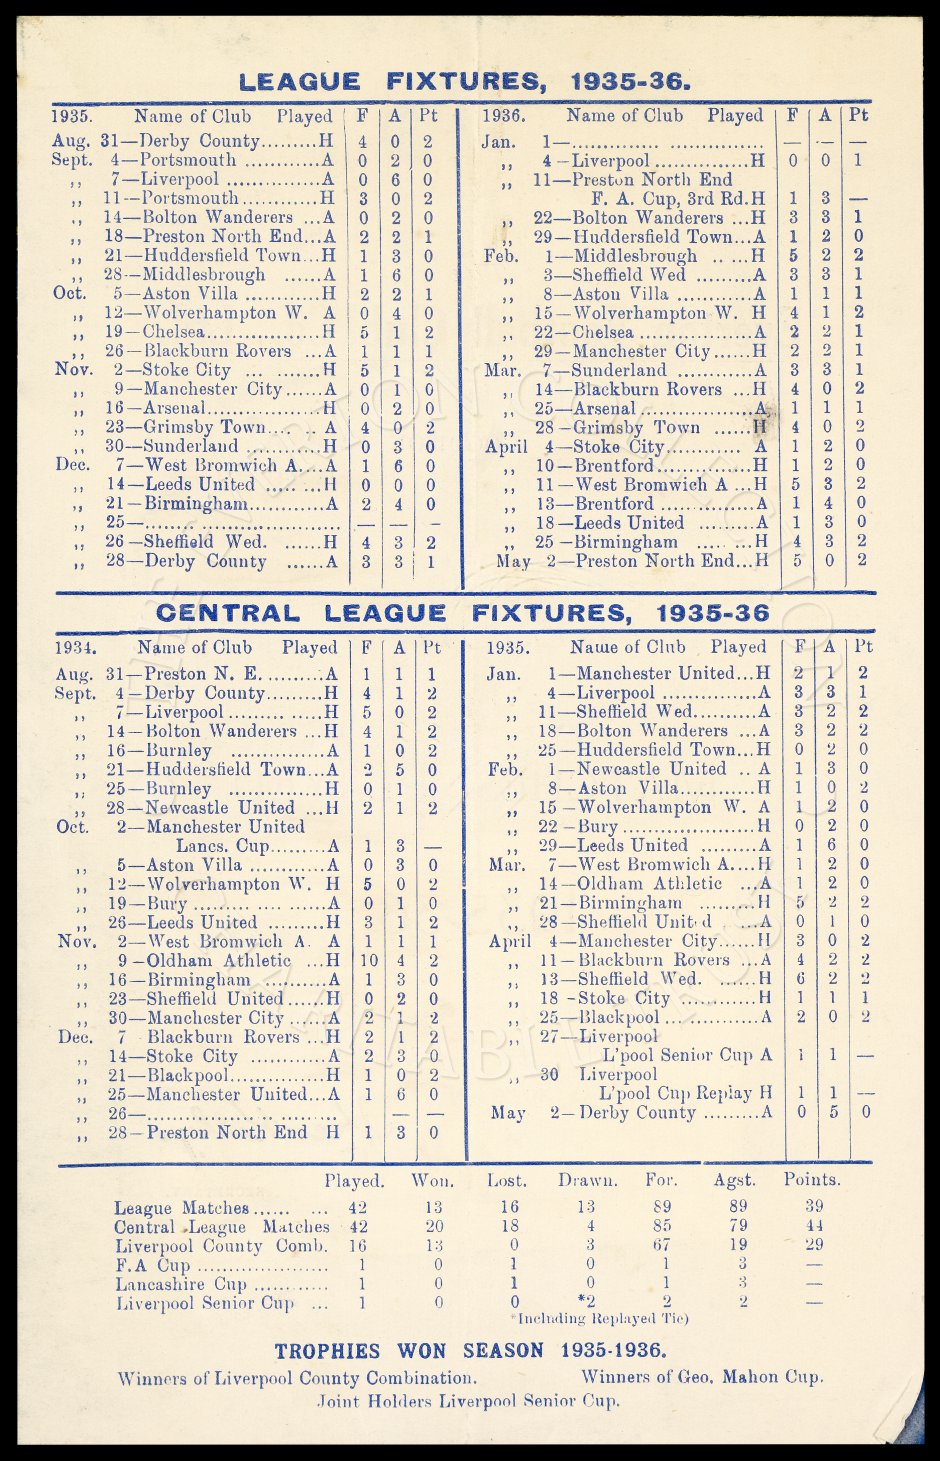 LEAGUE FIXTURES, 1935-36.
1935. Name of Club Played F A Pt
Aug. 31—Derby County.........H 4 0 2
Sept. 4—Portsmouth ............A 0 2 0
,, 7—Liverpool ...............A 0 6 0
,, 11—Portsmouth............H 3 0 2
,, 14—Bolton Wanderers ...A 0 2 0
,, 18—Preston North End...A 2 2 1
,, 21—Huddersfield Town...H 1 3 0
,, 28—Middlesbrough ......A 1 6 0
Oct. 5—Aston Villa ............H 2 2 1
,, 12—Wolverhampton W. A 0 4 0
,, 19—Chelsea..................H 5 1 2
,, 26—Blackburn Rovers ...A 1 1 1
Nov. 2—Stoke City ... .......H 5 1 2
,, 9—Manchester City......A 0 1 0
,, 16—Arsenal..................H 0 2 0
,, 23—Grimsby Town.... .. A 4 0 2
,, 30—Sunderland ............H 0 3 0
Dec. 7—West Bromwich A....A 1 6 0
,, 14—Leeds United ..... ...H 0 0 0
,, 21—Birmingham............A 2 4 0
,, 25—........ ...................... — — –
,, 26—Sheffield Wed. ......H 4 3 2
,, 28—Derby County ......A 3 3 1
1936. Name of Club Played F A Pt
Jan. 1—.............. ............... — — —
,, 4—Liverpool ...............H 0 0 1
,, 11—Preston North End
F. A. Cup, 3rd Rd.H 1 3 —
,, 22—Bolton Wanderers ...H 3 3 1
,, 29—Huddersfield Town...A 1 2 0
Feb. 1—Middlesbrough .. ...H 5 2 2
,, 3—Sheffield Wed .........A 3 3 1
,, 8—Aston Villa ............A 1 1 1
,, 15—Wolverhampton W. H 4 1 2
,, 22—Chelsea ..................A 2 2 1
,, 29—Manchester City......H 2 2 1
Mar. 7—Sunderland ............A 3 3 1
,, 14—Blackburn Rovers ...H 4 0 2
,, 25—Arsenal ..................A 1 1 1
,, 28—Grimsby Town ......H 4 0 2
April 4—Stoke City............ A 1 2 0
,, 10—Brentford...............H 1 2 0
,, 11—West Bromwich A ...H 5 3 2
,, 13—Brentford ...............A 1 4 0
,, 18—Leeds United .........A 1 3 0
,, 25—Birmingham ..... ...H 4 3 2
May 2—Preston North End...H 5 0 2
CENTRAL LEAGUE FIXTURES, 1935-36
1934. Name of Club Played F A Pt
Aug. 31—Preston N. E. .........A 1 1 1
Sept. 4—Derby County.........H 4 1 2
,, 7—Liverpool......... ......H 5 0 2
,, 14—Bolton Wanderers ...H 4 1 2
,, 16—Burnley ...............A 1 0 2
,, 21—Huddersfield Town...A 2 5 0
,, 25—Burnley ...............H 0 1 0
,, 28—Newcastle United ...H 2 1 2
Oct. 2—Manchester United
Lancs. Cup.........A 1 3 —
,, 5—Aston Villa ............A 0 3 0
,, 12—Wolverhampton W. H 5 0 2
,, 19—Bury ......... .... ......A 0 1 0
,, 26—Leeds United .........H 3 1 2
Nov. 2—West Bromwich A. A 1 1 1
,, 9—Oldham Athletic ...H 10 4 2
,, 16—Birmingham .........A 1 3 0
,, 23—Sheffield United......H 0 2 0
,, 30—Manchester City ......A 2 1 2
Dec. 7 Blackburn Rovers ...H 2 1 2
,, 14—Stoke City ............A 2 3 0
,, 21—Blackpool...............H 1 0 2
,, 25—Manchester United...A 1 6 0
,, 26—.................. .. ......... — —
,, 28—Preston North End H 1 3 0
1935. Name of Club Played F A Pt
Jan. 1—Manchester United...H 2 1 2
,, 4—Liverpool ...............A 3 3 1
,, 11—Sheffield Wed..........A 3 2 2
,, 18—Bolton Wanderers ...A 3 2 2
,, 25—Huddersfield Town...H 0 2 0
Feb. 1—Newcastle United .. A 1 3 0
,, 8—Aston Villa............H 1 0 2
,, 15—Wolverhampton W. A 1 2 0
,, 22—Bury .....................H 0 2 0
,, 29—Leeds United .........A 1 6 0
Mar. 7—West Bromwich A....H 1 2 0
,, 14—Oldham Athletic ...A 1 2 0
,, 21—Birmingham .........H 5 2 2
,, 28—Sheffield United ...A 0 1 0
April 4—Manchester City......H 3 0 2
,, 11—Blackburn Rovers ...A 4 2 2
,, 13—Sheffield Wed. ......H 6 2 2
,, 18—Stoke City ............H 1 1 1
,, 25—Blackpool ...............A 2 0 2
,, 27—Liverpool
L'pool Senior Cup A 1 1 —
,, 30 Liverpool
L'pool Cup Replay H 1 1 —
May 2—Derby County .........A 0 5 0
Played. Won. Lost. Drawn. For. Agst. Points.
League Matches...... ... 42 13 16 13 89 89 39
Central League Matches 42 20 18 4 85 79 44
Liverpool County Comb. 16 13 0 3 67 19 29
F.A Cup ..................... 1 0 1 0 1 3 —
Lancashire Cup ............ 1 0 1 0 1 3 —
Liverpool Senior Cup ... 1 0 0 *2 2 2 —
*Including Replayed Tie)
TROPHIES WON SEASON 1935-1936.
Winners of Liverpool County Combination. Winners of Geo. Mahon Cup.
Joint Holders Liverpool Senior Cup.